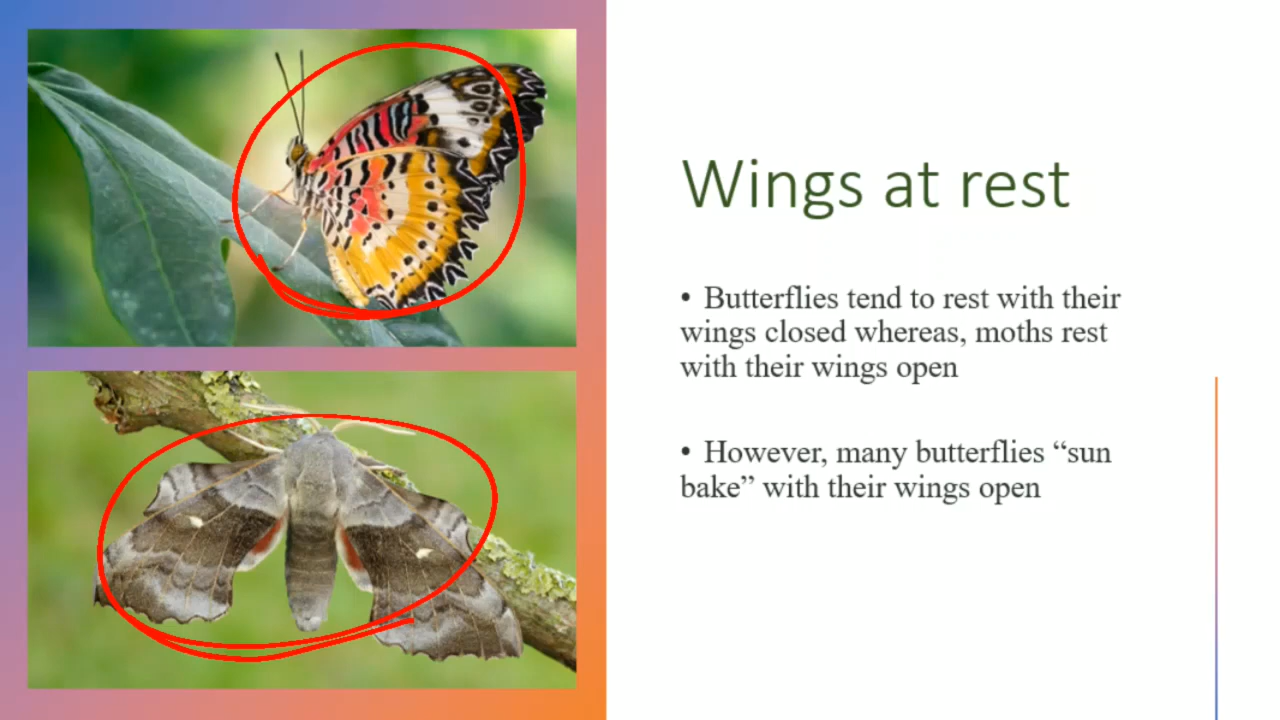 Wings at rest
• Butterflies tend to rest with their
wings closed whereas, moths rest
with their wings open
• However, many butterflies “sun
bake” with their wings open